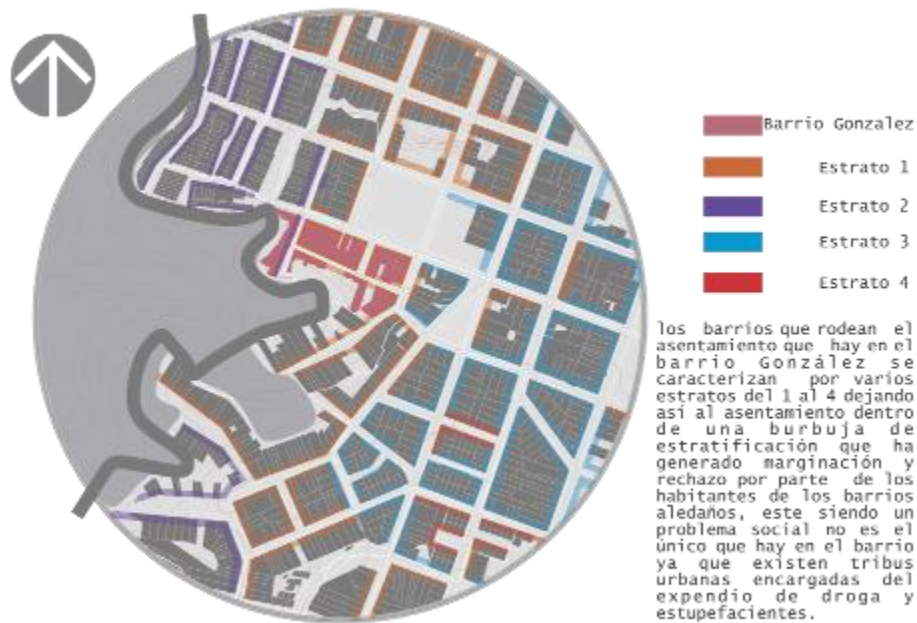 Barrio Gonzalez
Estrato 1
Estrato 2
Estrato 3
Estrato 4
los barrios que rodean el
asentamiento que hay en el
barrio González se
caracterizan por varios
estratos del 1 al 4 dejando
asi al asentamiento dentro
de una burbuja de
estratificación que ha
generado marginación y
rechazo por parte de los
habitantes de los barrios
aledaños, este siendo un
problema social no es el
único que hay en el barrio
ya que existen tribus
urbanas encargadas del
expendio de droga y
estupefacientes.